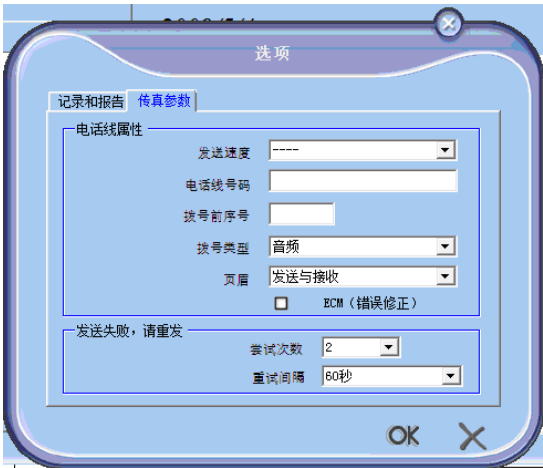 选项
记录和报告 传真参数
电话线属性
发送速度 ----
电话线号码
拨号前序号
拨号类型 音频
页眉 发送与接收
ECM（错误修正）
发送失败，请重发
尝试次数 2
重试间隔 60秒
OK